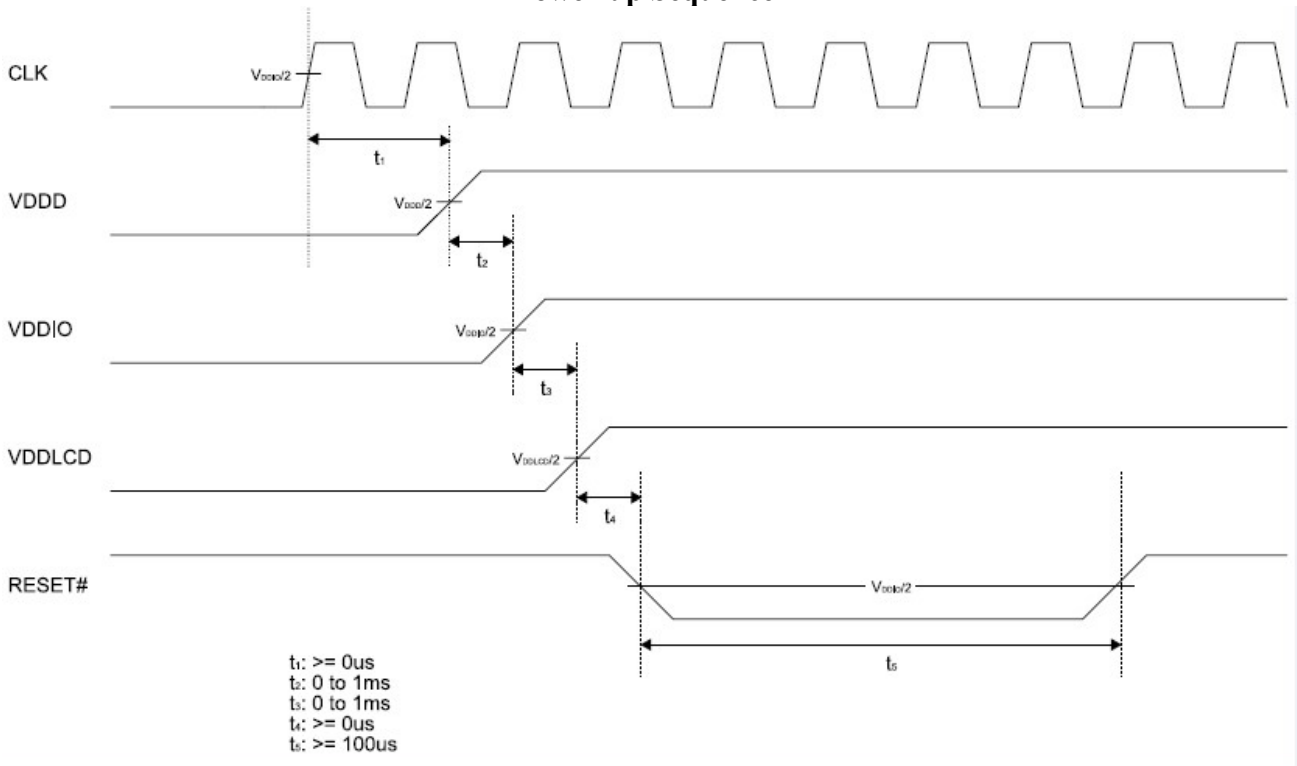 CLK
VDDIO/2
t1
VDDD
VDDD/2
t2
VDDIO
VDDIO/2
t3
VDDLCD
VDDLCD/2
t4
RESET#
VDDIO/2
t5
t1: >= 0us
t2: 0 to 1ms
t3: 0 to 1ms
t4: >= 0us
t5: >= 100us